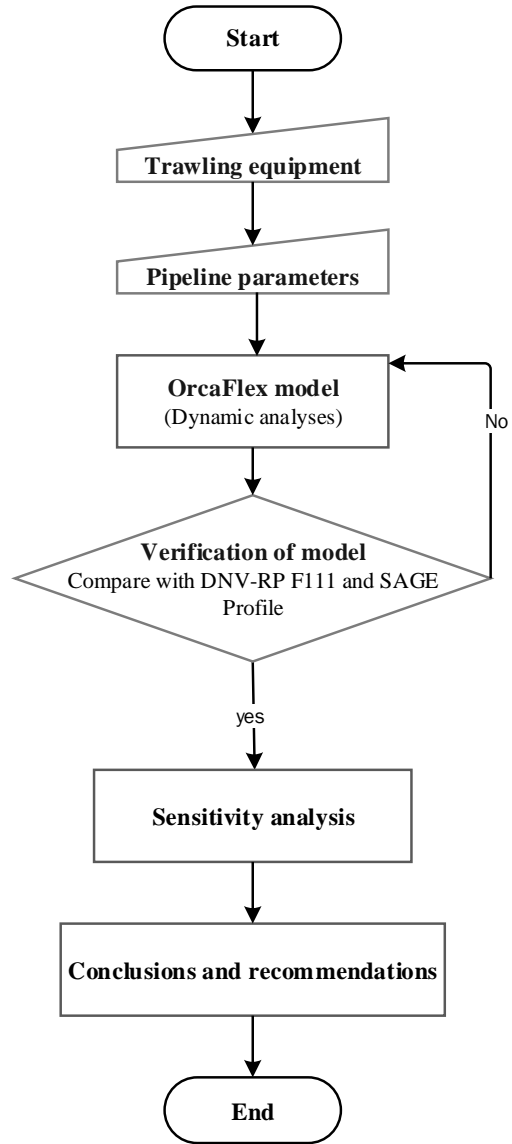 Start
Trawling equipment
Pipeline parameters
OrcaFlex model
(Dynamic analyses)
No
Verification of model
Compare with DNV-RP F111 and SAGE
Profile
yes
Sensitivity analysis
Conclusions and recommendations
End